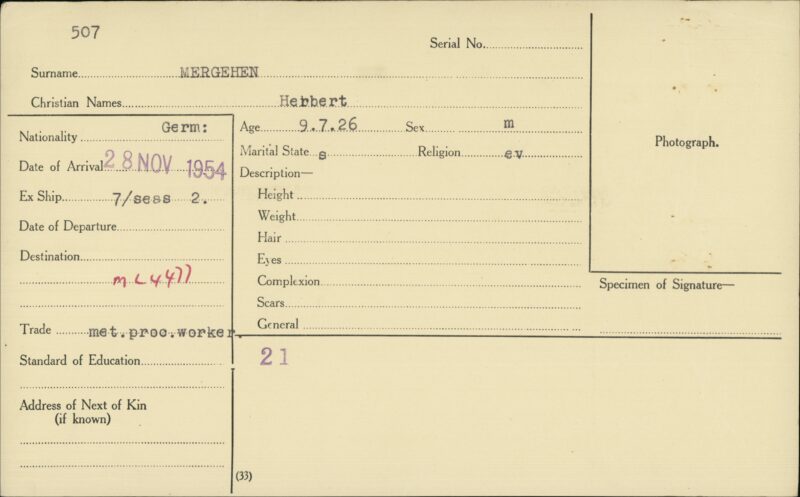 507
Serial No.
Surname MERGEHEN
Christian Names Herbert
Nationality Germ:
Date of Arrival 28 NOV 1954
Ex Ship 7/seas 2.
Date of Departure
Destination
m L 4477
Trade met.proc.worker.
Standard of Education
Address of Next of Kin
(if known)
Age 9.7.26 Sex m
Marital State s Religion ev
Description—
Height
Weight
Hair
Eyes
Complexion
Scars
General
21
(33)
Photograph.
Specimen of Signature—